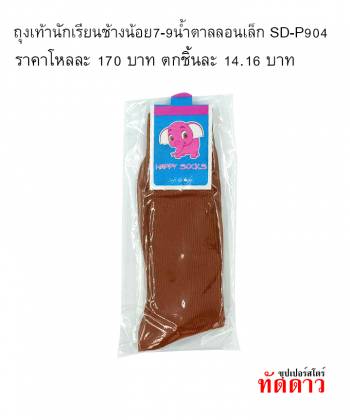 ถุงเท้านักเรียนช้างน้อย7-9น้ำตาลลอนเล็ก SD-P904
ราคาโหลละ 170 บาท ตกชิ้นละ 14.16 บาท
HAPPY SOCKS
ซุปเปอร์สโตร์
ทัดดาว